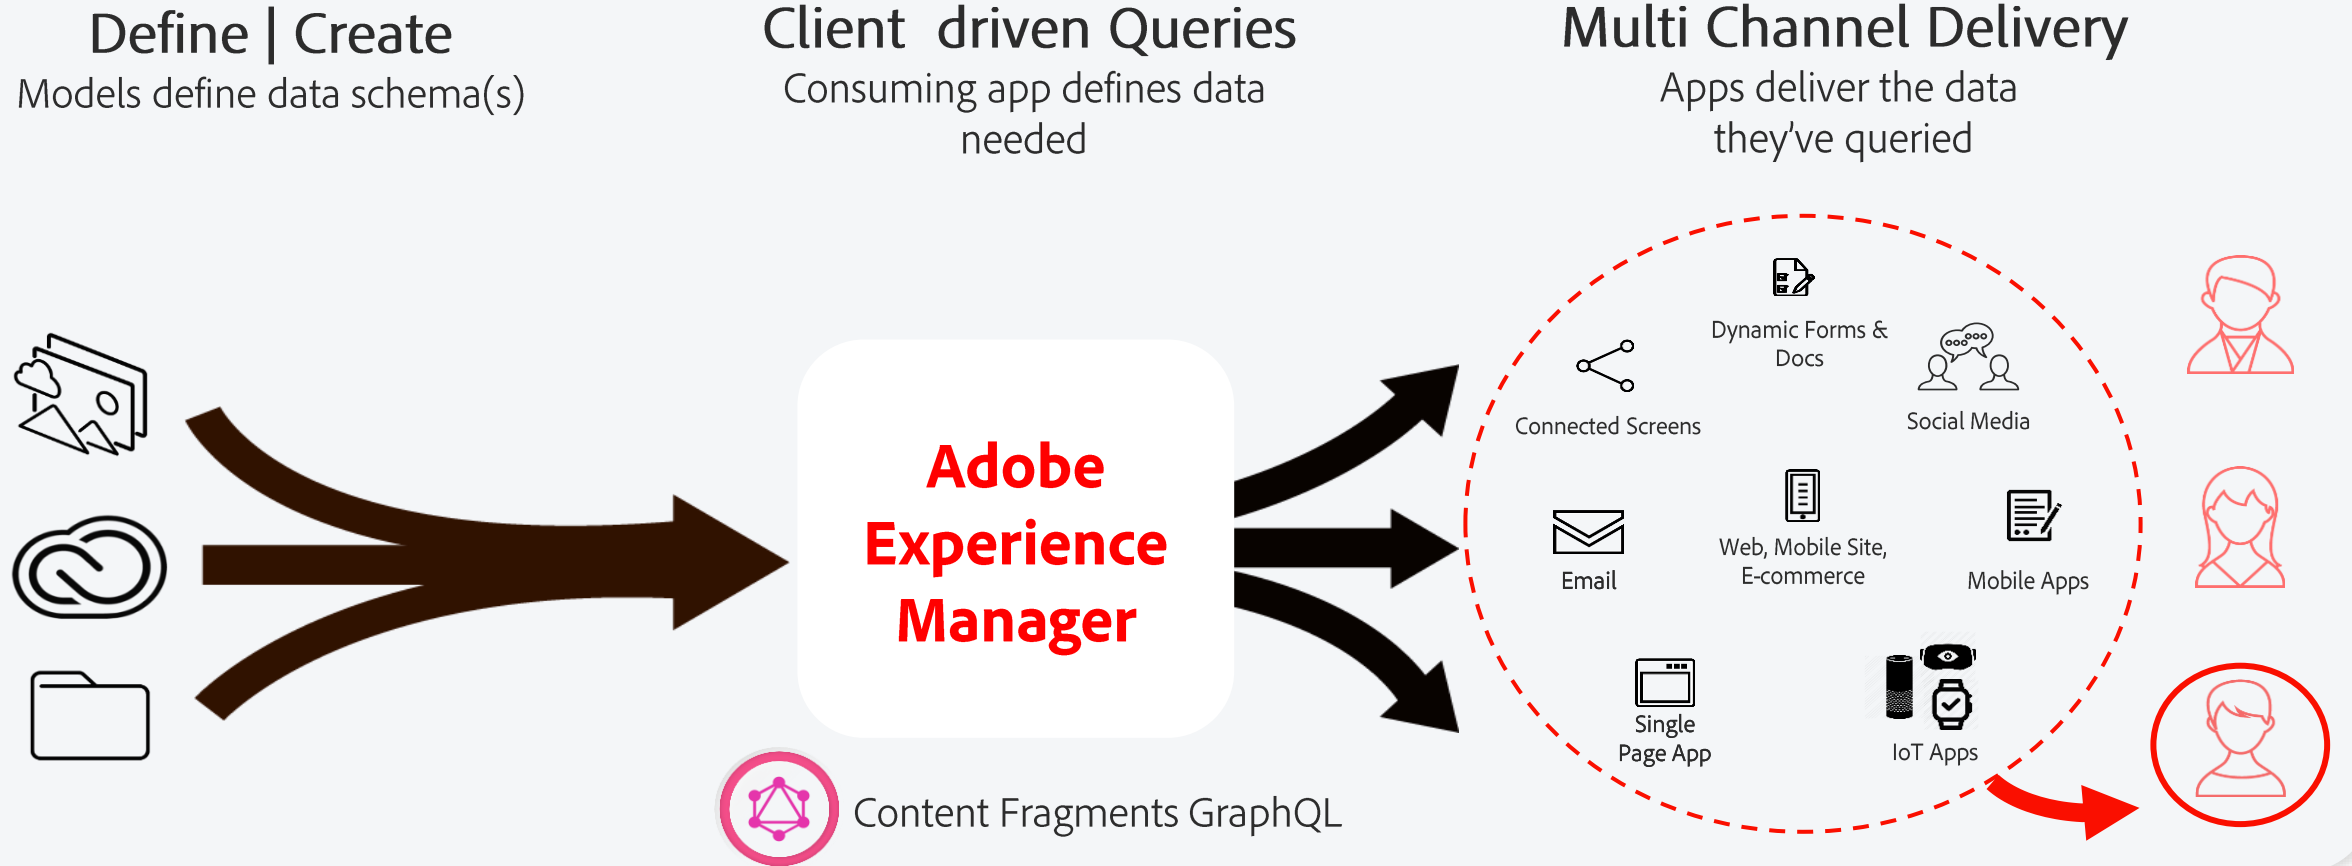 Define | Create
Models define data schema(s)
Client driven Queries
Consuming app defines data
needed
Multi Channel Delivery
Apps deliver the data
they've queried
Dynamic Forms &
Docs
Connected Screens
Social Media
Adobe
Experience
Manager
Email
Web, Mobile Site,
E-commerce
Mobile Apps
Single
Page App
IoT Apps
Content Fragments GraphQL